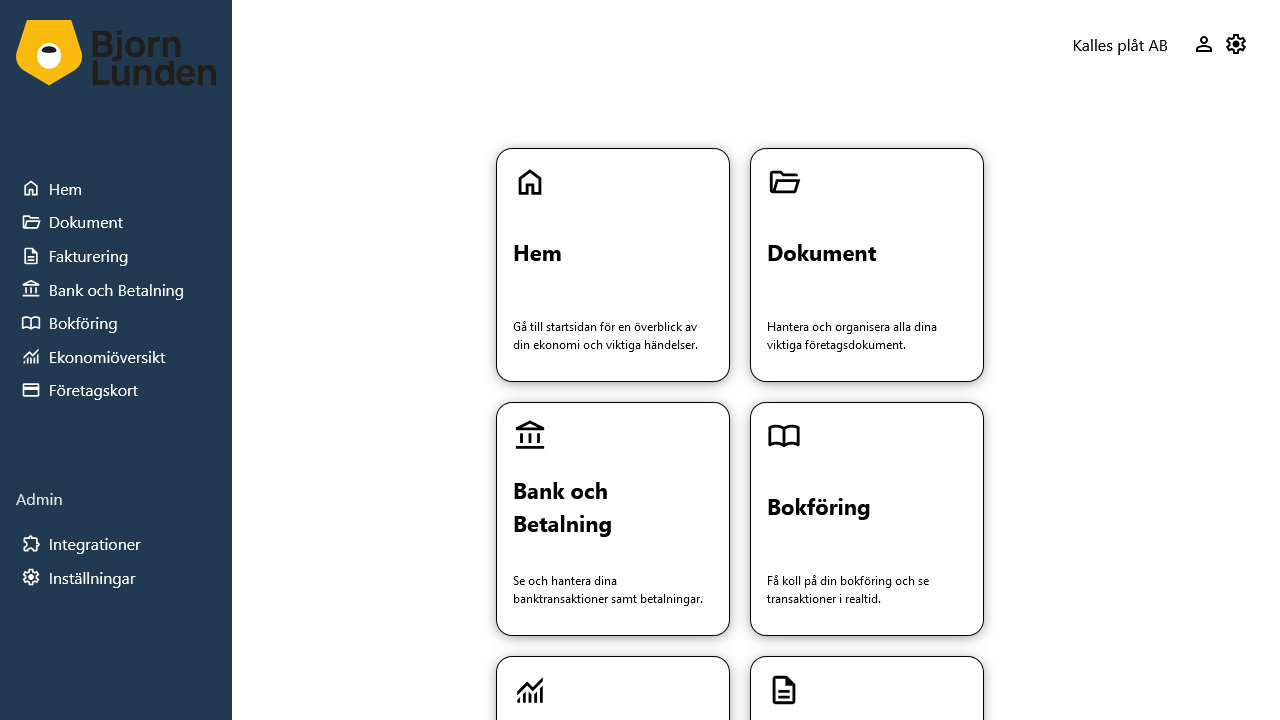 Bjorn
Lunden
Kalles plåt AB
Hem
Dokument
Fakturering
Bank och Betalning
Bokföring
Ekonomiöversikt
Företagskort
Admin
Integrationer
Inställningar
Hem
Gå till startsidan för en överblick av
din ekonomi och viktiga händelser.
Dokument
Hantera och organisera alla dina
viktiga företagsdokument.
Bank och
Betalning
Se och hantera dina
banktransaktioner samt betalningar.
Bokföring
Få koll på din bokföring och se
transaktioner i realtid.